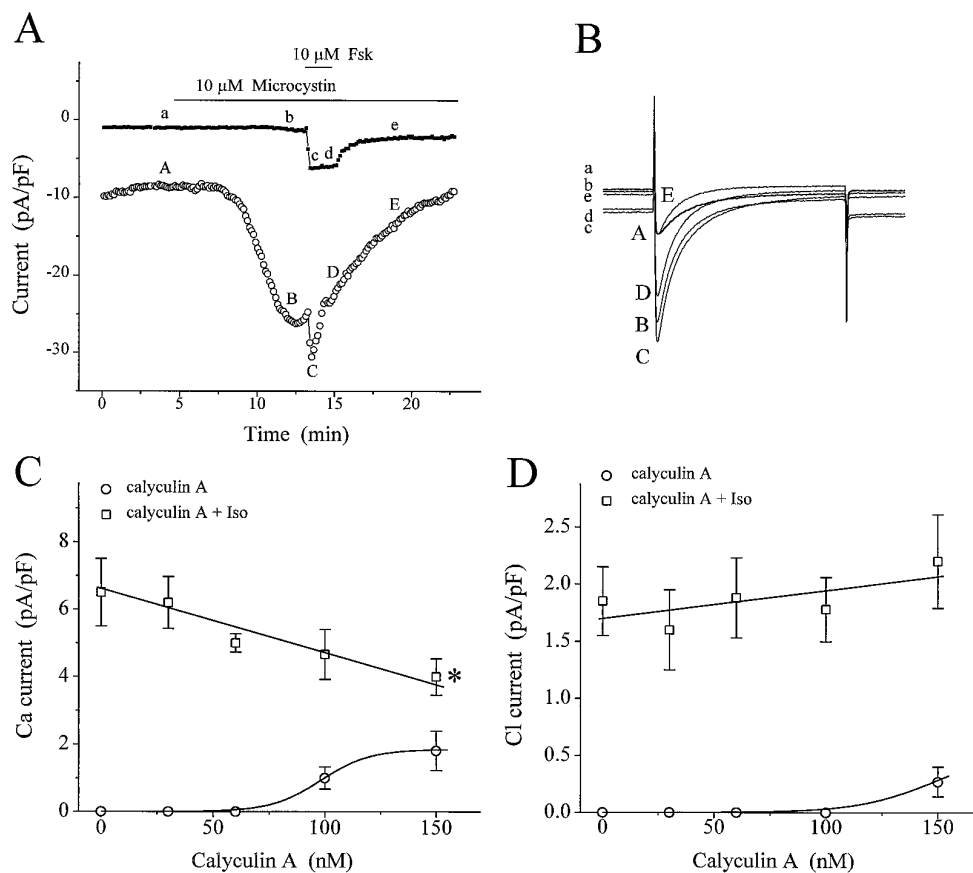 A
10 μM Fsk
10 μM Microcystin
a
b
c
d
e
A
B
C
D
E
0
-10
-20
-30
Current (pA/pF)
0
5
10
15
20
Time (min)
B
a
b
e
d
c
E
A
D
B
C
C
calyculin A
calyculin A + Iso
8
6
4
2
0
*
Ca current (pA/pF)
0
50
100
150
Calyculin A (nM)
D
calyculin A
calyculin A + Iso
2.5
2.0
1.5
1.0
0.5
0.0
Cl current (pA/pF)
0
50
100
150
Calyculin A (nM)